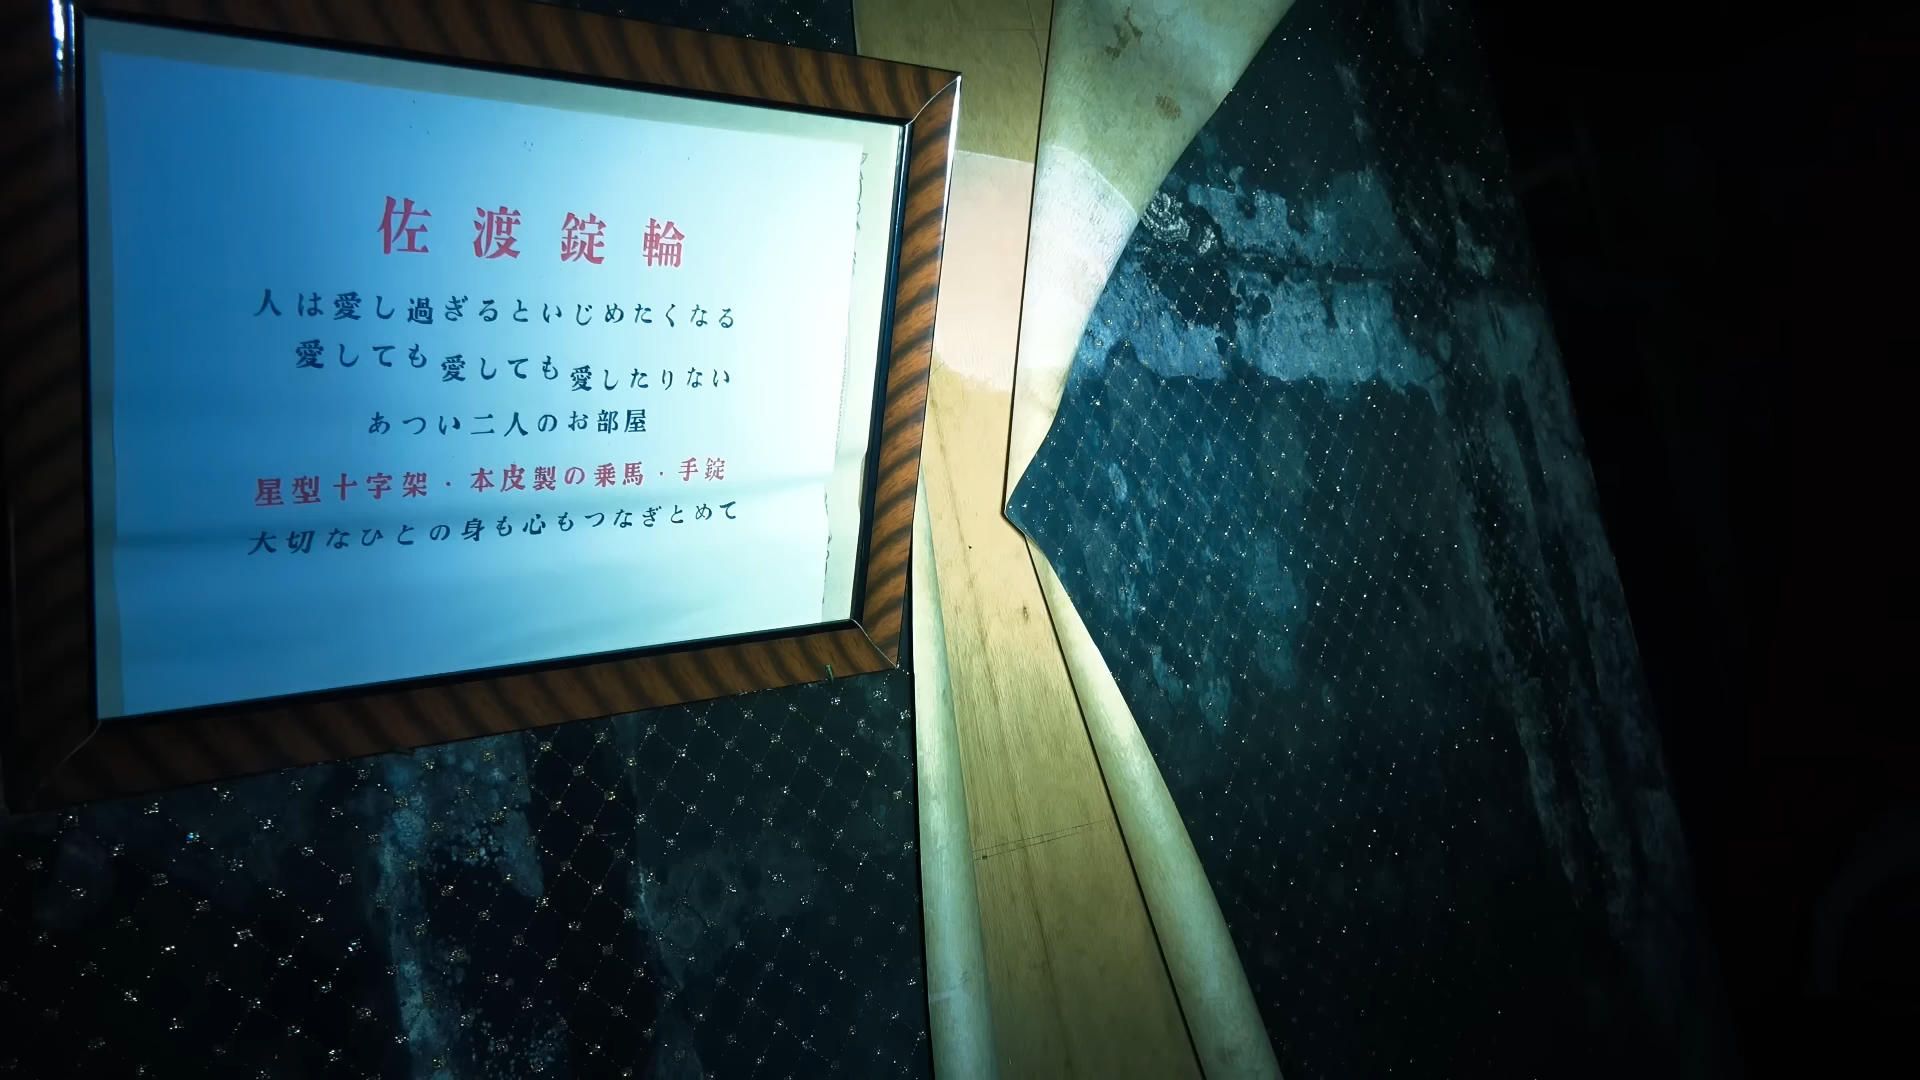 佐渡錠輪
人は愛し過ぎるといじめたくなる
愛しても愛しても愛したりない
あつい二人のお部屋
星型十字架・本皮製の乗馬・手錠
大切なひとの身も心もつなぎとめて